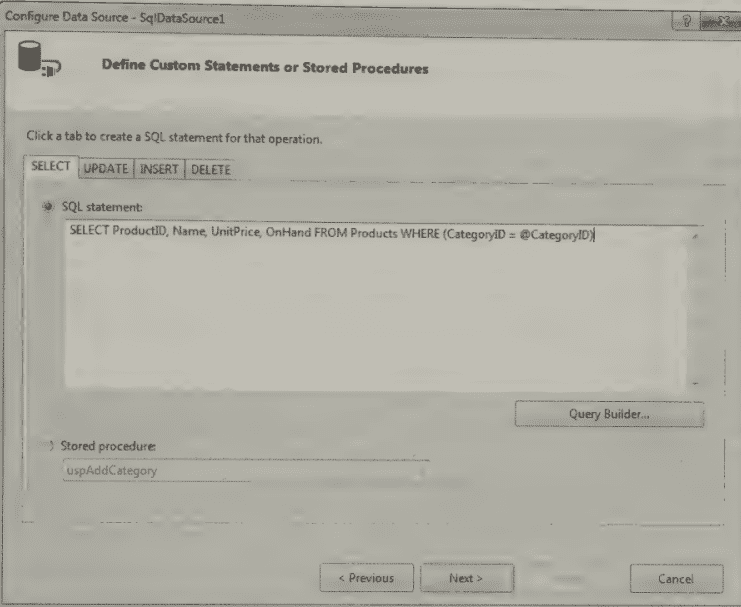 Configure Data Source - SqlDataSource1
?
Define Custom Statements or Stored Procedures
Click a tab to create a SQL statement for that operation.
SELECT UPDATE INSERT DELETE
SQL statement:
SELECT ProductID, Name, UnitPrice, OnHand FROM Products WHERE (CategoryID = @CategoryID)
Query Builder...
Stored procedure:
uspAddCategory
< Previous Next > Cancel